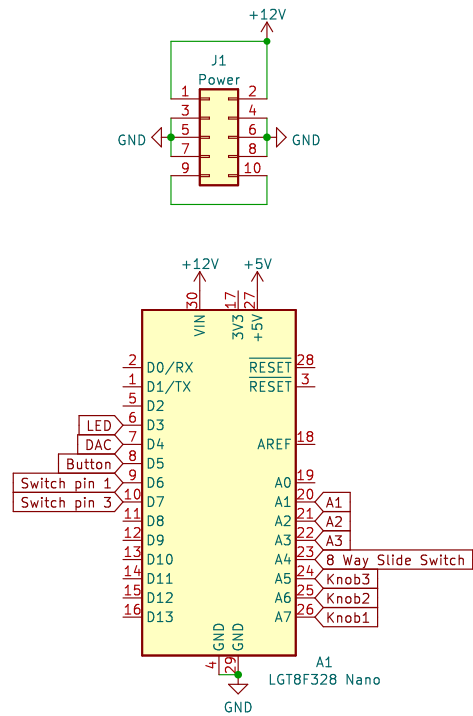 +12V
J1
Power
1 2
3 4
GND 5 6 GND
7 8
9 10
+12V +5V
30 17 27
VIN 3V3 +5V
2 D0/RX RESET 28
1 D1/TX RESET 3
5 D2
LED 6 D3
DAC 7 D4 AREF 18
Button 8 D5
Switch pin 1 9 D6 A0 19
Switch pin 3 10 D7 A1 20 A1
11 D8 A2 21 A2
12 D9 A3 22 A3
13 D10 A4 23 8 Way Slide Switch
14 D11 A5 24 Knob3
15 D12 A6 25 Knob2
16 D13 A7 26 Knob1
GND GND
4 29
A1
LGT8F328 Nano
GND